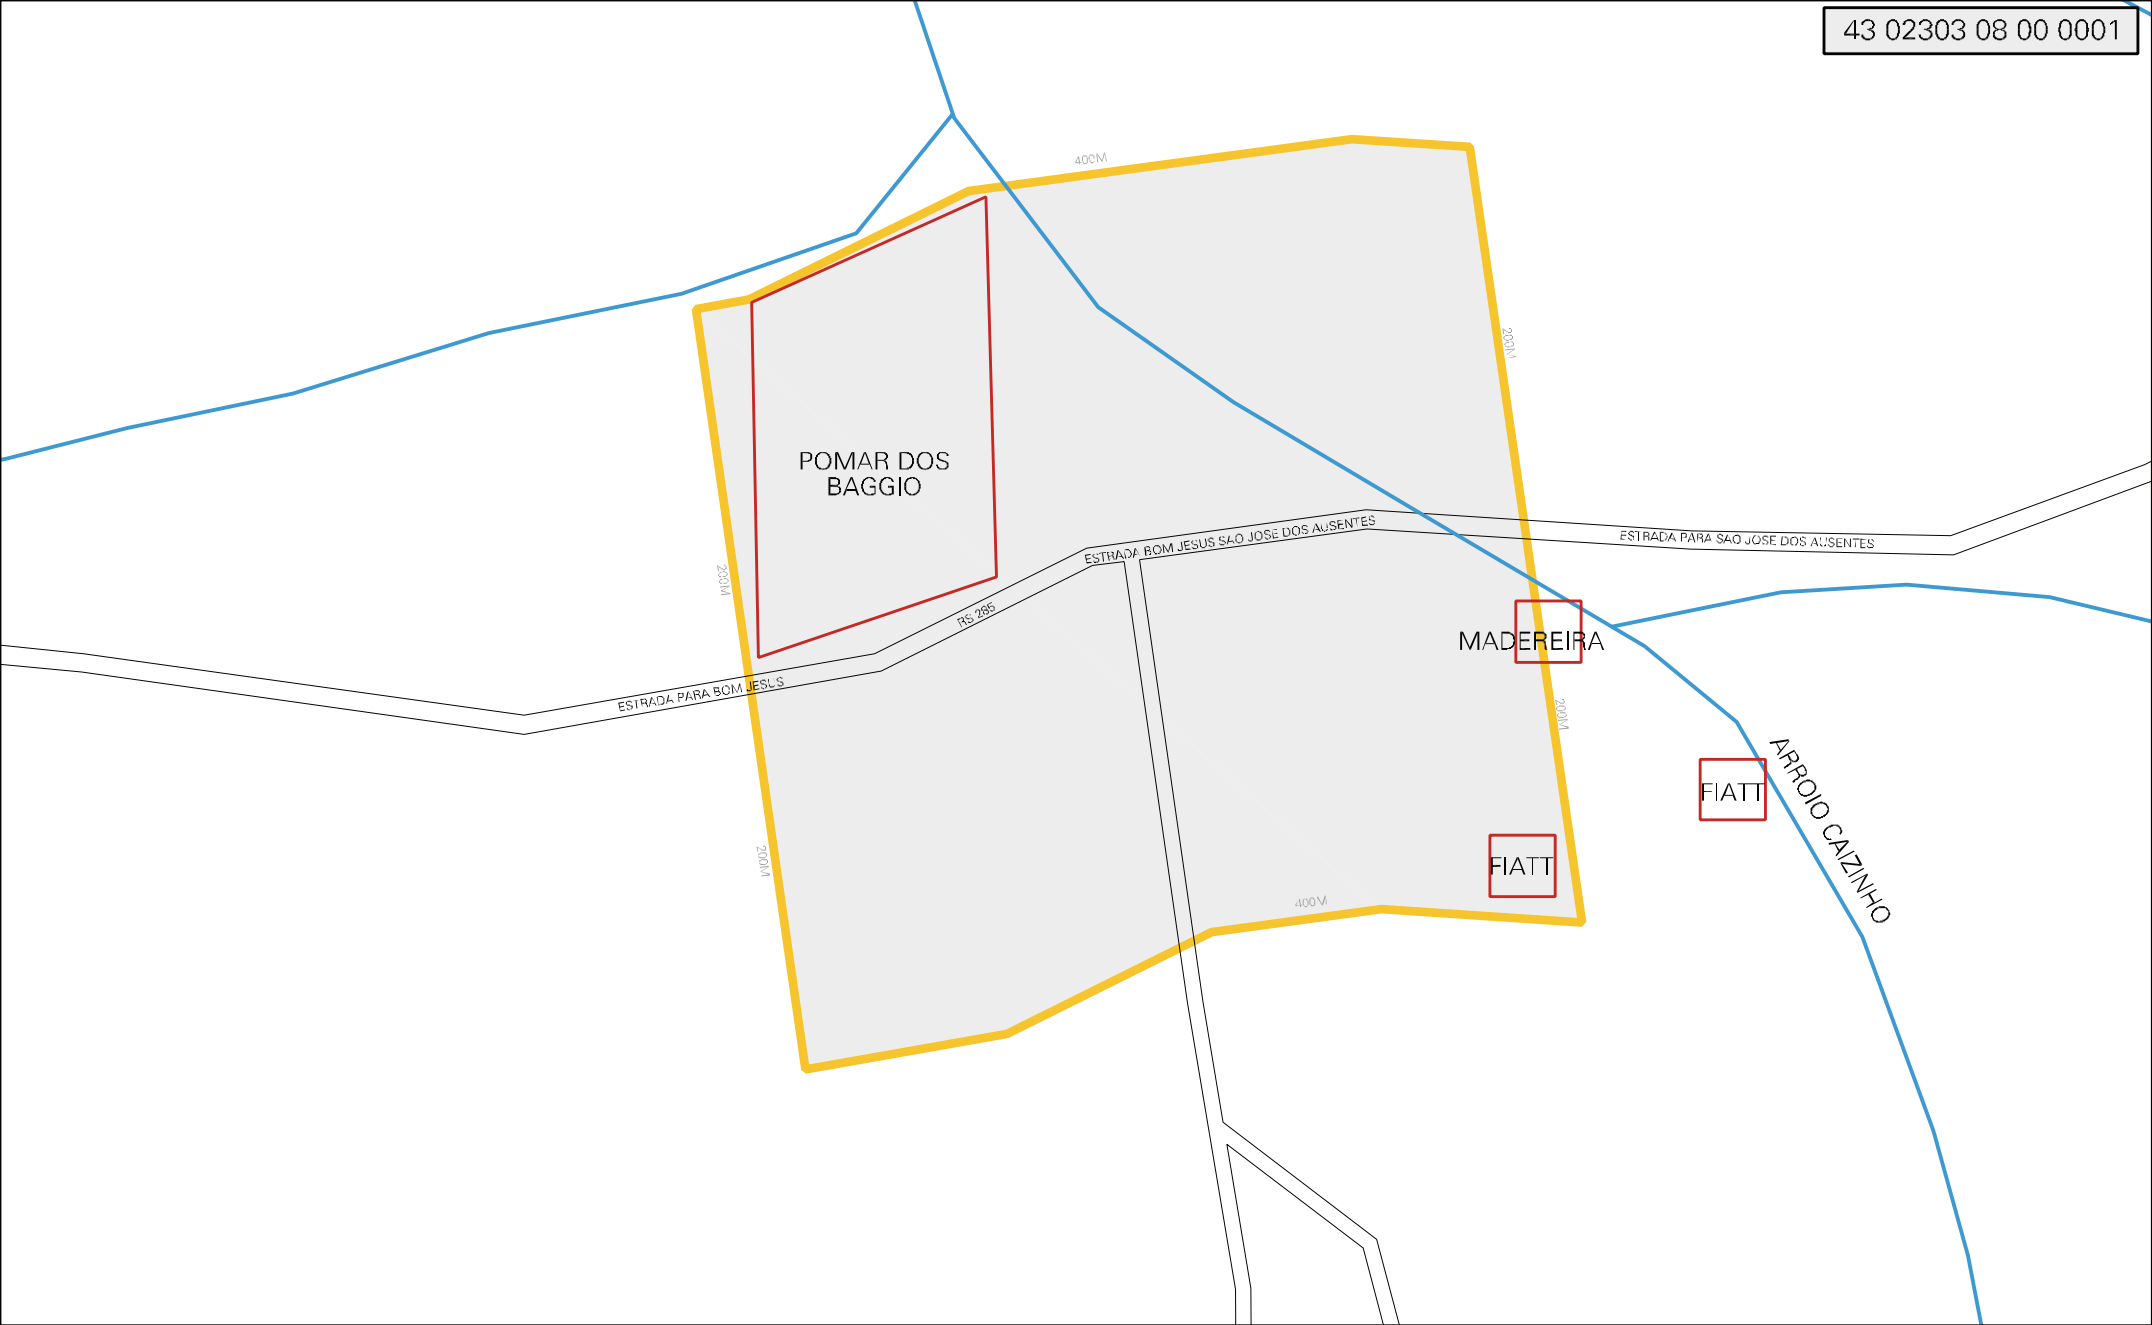 43 02303 08 00 0001
400M
200M
POMAR DOS
BAGGIO
ESTRADA BOM JESUS SAO JOSE DOS AUSENTES
ESTRADA PARA SAO JOSE DOS AUSENTES
200M
RS 285
MADEREIRA
ESTRADA PARA BOM JESUS
200M
ARROIO CAIZINHO
FIATT
200M
FIATT
400M